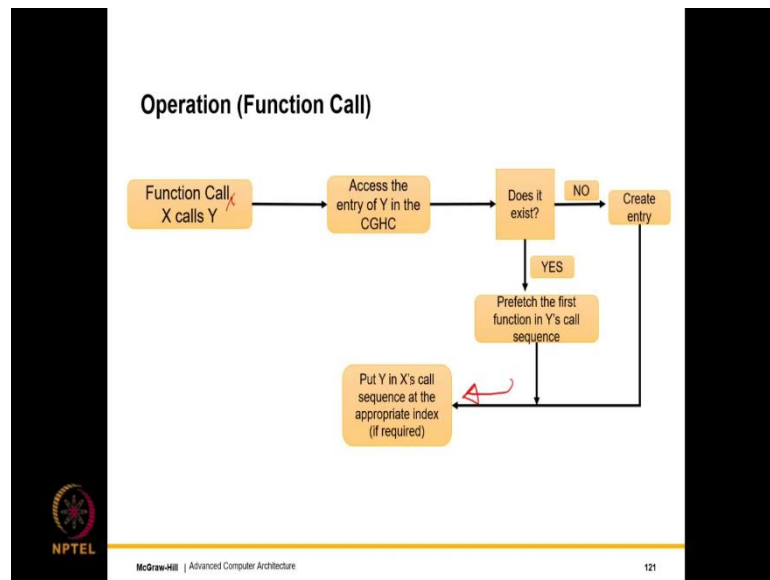 Operation (Function Call)
Function Call
X calls Y
Access the
entry of Y in the
CGHC
Does it
exist?
NO
Create
entry
YES
Prefetch the first
function in Y's call
sequence
Put Y in X's call
sequence at the
appropriate index
(if required)
NPTEL
McGraw-Hill | Advanced Computer Architecture
121